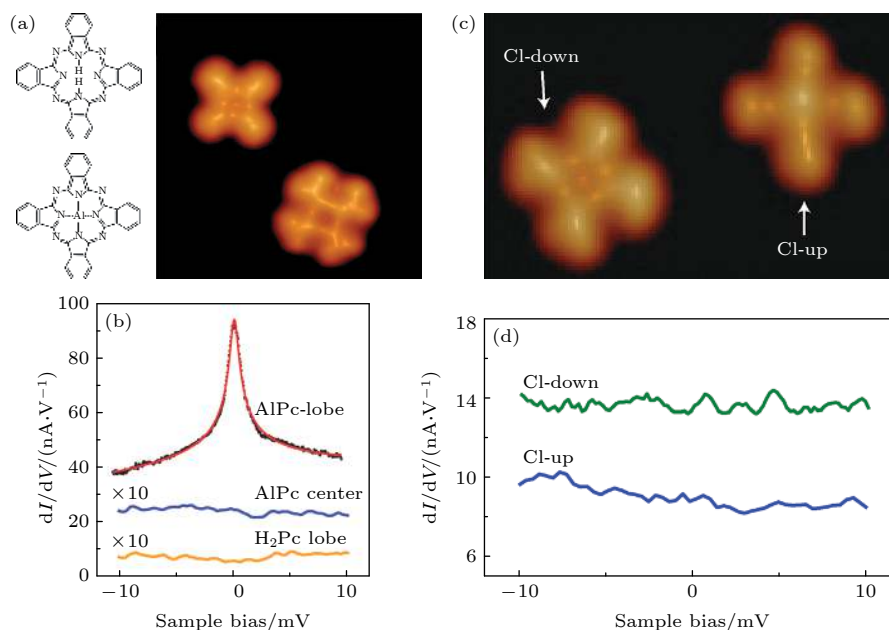 (a)
N
N
N
N
H
H
N
N
N
N
N
N
N
N
Al
N
N
N
N
(c)
Cl-down
Cl-up
(b)
100
80
60
40
20
0
dI/dV/(nA·V⁻¹)
AlPc-lobe
×10
AlPc center
×10
H₂Pc lobe
−10
0
10
Sample bias/mV
(d)
18
14
10
6
dI/dV/(nA·V⁻¹)
Cl-down
Cl-up
−10
0
10
Sample bias/mV